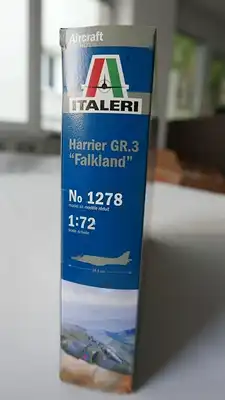 Aircraft
ITALERI
Harrier GR.3
"Falkland"
No 1278
1:72